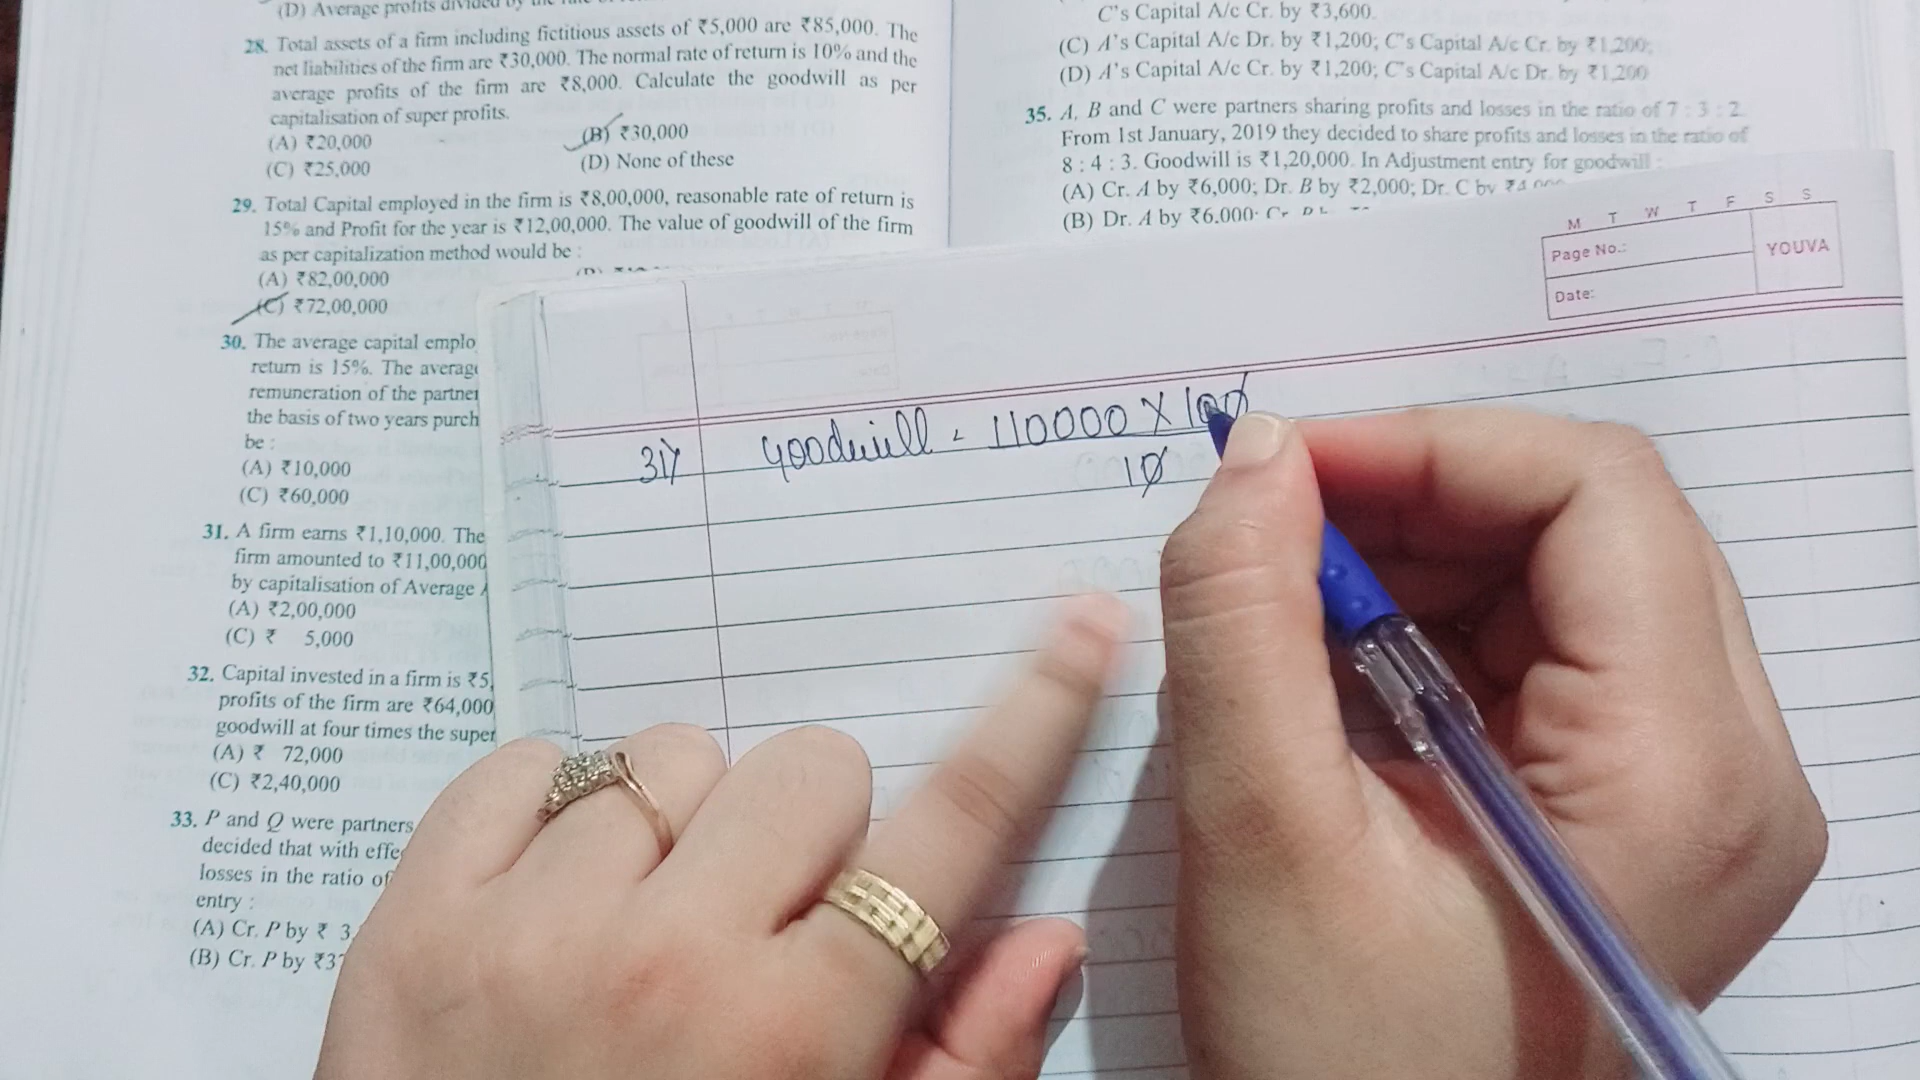 (D) Average profits divided by the
28. Total assets of a firm including fictitious assets of ₹5,000 are ₹85,000. The
net liabilities of the firm are ₹30,000. The normal rate of return is 10% and the
average profits of the firm are ₹8,000. Calculate the goodwill as per
capitalisation of super profits.
(A) ₹20,000
(B) ₹30,000
(C) ₹25,000
(D) None of these
29. Total Capital employed in the firm is ₹8,00,000, reasonable rate of return is
15% and Profit for the year is ₹12,00,000. The value of goodwill of the firm
as per capitalization method would be :
(A) ₹82,00,000
(C) ₹72,00,000
30. The average capital emplo
return is 15%. The average
remuneration of the partner
the basis of two years purch
be :
(A) ₹10,000
(C) ₹60,000
31. A firm earns ₹1,10,000. The
firm amounted to ₹11,00,000
by capitalisation of Average
(A) ₹2,00,000
(C) ₹ 5,000
32. Capital invested in a firm is ₹5,
profits of the firm are ₹64,000
goodwill at four times the super
(A) ₹ 72,000
(C) ₹2,40,000
33. P and Q were partners
decided that with effe
losses in the ratio of
entry :
(A) Cr. P by ₹ 3,
(B) Cr. P by ₹37
C's Capital A/c Cr. by ₹3,600.
(C) A's Capital A/c Dr. by ₹1,200; C's Capital A/c Cr. by ₹1,200;
(D) A's Capital A/c Cr. by ₹1,200; C's Capital A/c Dr. by ₹1,200
35. A, B and C were partners sharing profits and losses in the ratio of 7 : 3 : 2.
From 1st January, 2019 they decided to share profits and losses in the ratio of
8 : 4 : 3. Goodwill is ₹1,20,000. In Adjustment entry for goodwill :
(A) Cr. A by ₹6,000; Dr. B by ₹2,000; Dr. C by
(B) Dr. A by ₹6,000; Cr.
M T W T F S S
Page No.:
YOUVA
Date:
31) Goodwill = 110000 X 100
10